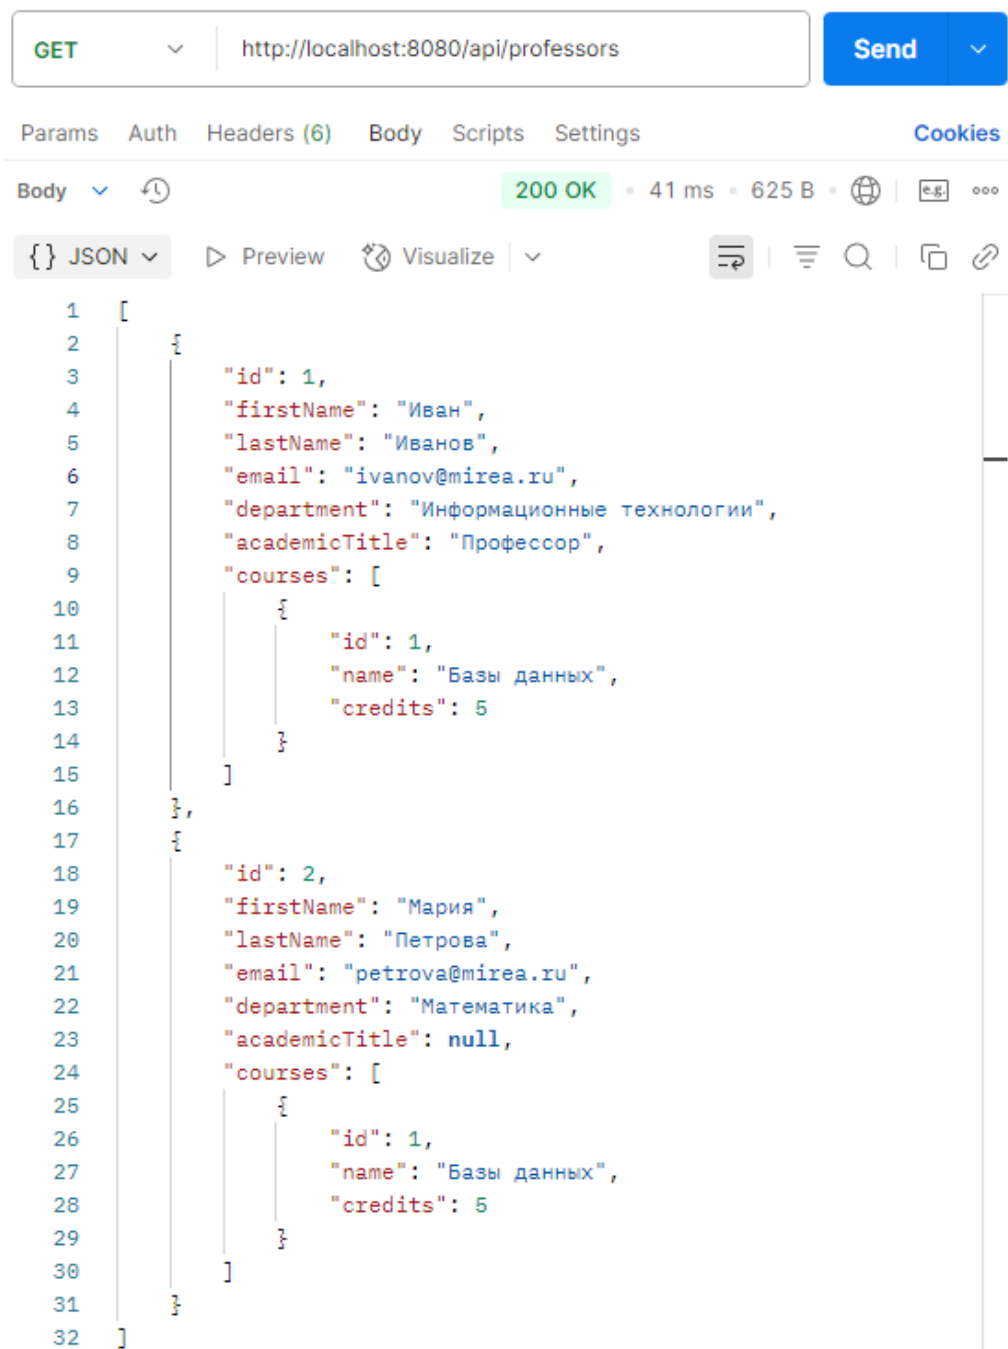 GET http://localhost:8080/api/professors Send
Params Auth Headers (6) Body Scripts Settings Cookies
Body 200 OK 41 ms 625 B e.g.
{} JSON Preview Visualize
1 [
2 {
3 "id": 1,
4 "firstName": "Иван",
5 "lastName": "Иванов",
6 "email": "ivanov@mirea.ru",
7 "department": "Информационные технологии",
8 "academicTitle": "Профессор",
9 "courses": [
10 {
11 "id": 1,
12 "name": "Базы данных",
13 "credits": 5
14 }
15 ]
16 },
17 {
18 "id": 2,
19 "firstName": "Мария",
20 "lastName": "Петрова",
21 "email": "petrova@mirea.ru",
22 "department": "Математика",
23 "academicTitle": null,
24 "courses": [
25 {
26 "id": 1,
27 "name": "Базы данных",
28 "credits": 5
29 }
30 ]
31 }
32 ]